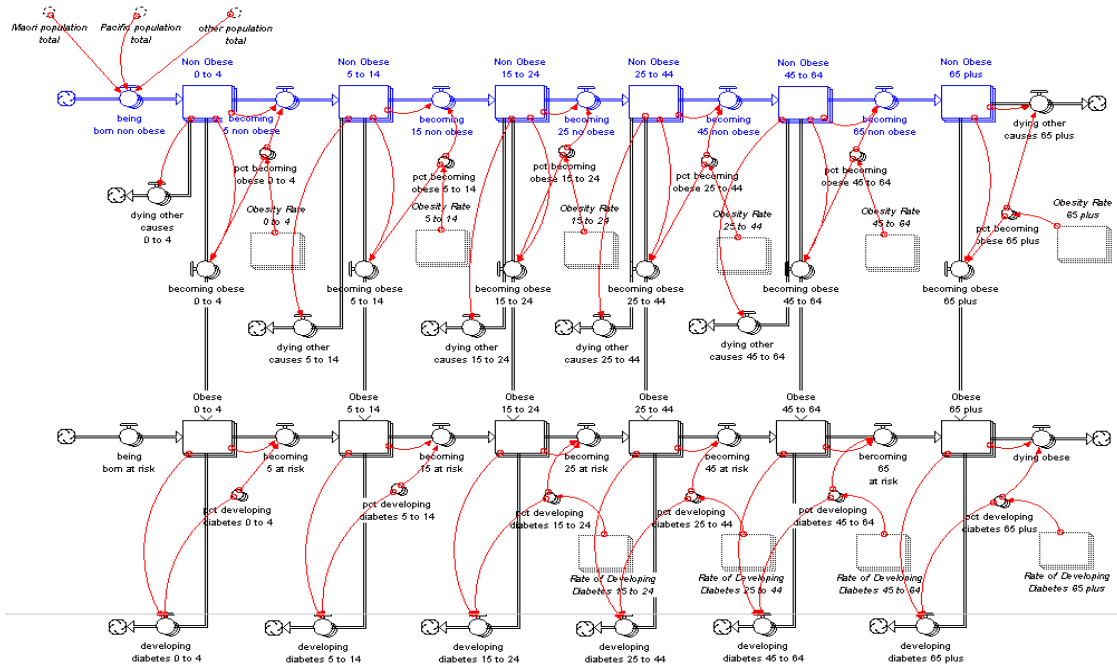 Maori population
total
Pacific population
total
other population
total
Non Obese
0 to 4
Non Obese
5 to 14
Non Obese
15 to 24
Non Obese
25 to 44
Non Obese
45 to 64
Non Obese
65 plus
being
born non obese
becoming
5 non obese
becoming
15 non obese
becoming
25 non obese
becoming
45 non obese
becoming
65 non obese
dying other
causes 65 plus
pct becoming
obese 0 to 4
pct becoming
obese 5 to 14
pct becoming
obese 15 to 24
pct becoming
obese 25 to 44
pct becoming
obese 45 to 64
pct becoming
obese 65 plus
dying other
causes
0 to 4
Obesity Rate
0 to 4
Obesity Rate
5 to 14
Obesity Rate
15 to 24
Obesity Rate
25 to 44
Obesity Rate
45 to 64
Obesity Rate
65 plus
becoming obese
0 to 4
becoming obese
5 to 14
becoming obese
15 to 24
becoming obese
25 to 44
becoming obese
45 to 64
becoming obese
65 plus
dying other
causes 5 to 14
dying other
causes 15 to 24
dying other
causes 25 to 44
dying other
causes 45 to 64
Obese
0 to 4
Obese
5 to 14
Obese
15 to 24
Obese
25 to 44
Obese
45 to 64
Obese
65 plus
being
born at risk
becoming
5 at risk
becoming
15 at risk
becoming
25 at risk
becoming
45 at risk
bercoming
65
at risk
dying obese
pct developing
diabetes 0 to 4
pct developing
diabetes 5 to 14
pct developing
diabetes 15 to 24
pct developing
diabetes 25 to 44
pct developing
diabetes 45 to 64
pct developing
diabetes 65 plus
Rate of Developing
Diabetes 15 to 24
Rate of Developing
Diabetes 25 to 44
Rate of Developing
Diabetes 45 to 64
Rate of Developing
Diabetes 65 plus
developing
diabetes 0 to 4
developing
diabetes 5 to 14
developing
diabetes 15 to 24
developing
diabetes 25 to 44
developing
diabetes 45 to 64
developing
diabetes 65 plus